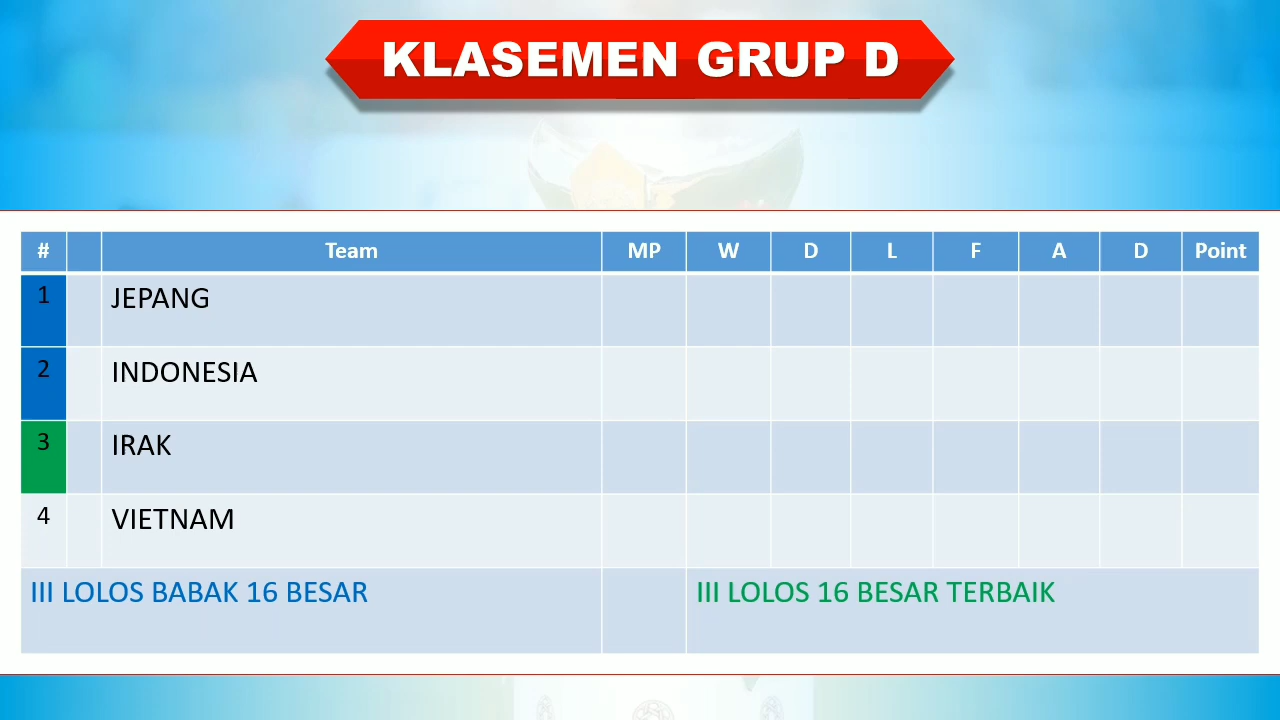 KLASEMEN GRUP D
# Team MP W D L F A D Point
1 JEPANG
2 INDONESIA
3 IRAK
4 VIETNAM
III LOLOS BABAK 16 BESAR III LOLOS 16 BESAR TERBAIK